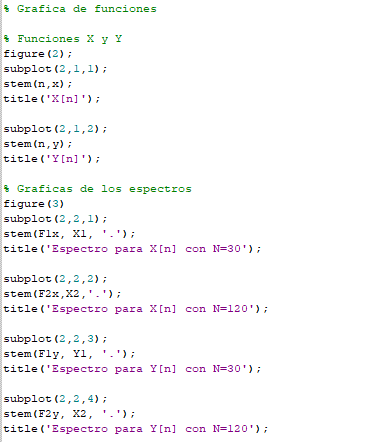 % Grafica de funciones
% Funciones X y Y
figure(2);
subplot(2,1,1);
stem(n,x);
title('X[n]');
subplot(2,1,2);
stem(n,y);
title('Y[n]');
% Graficas de los espectros
figure(3)
subplot(2,2,1);
stem(F1x, X1, '.');
title('Espectro para X[n] con N=30');
subplot(2,2,2);
stem(F2x,X2,'.');
title('Espectro para X[n] con N=120');
subplot(2,2,3);
stem(F1y, Y1, '.');
title('Espectro para Y[n] con N=30');
subplot(2,2,4);
stem(F2y, X2, '.');
title('Espectro para Y[n] con N=120');